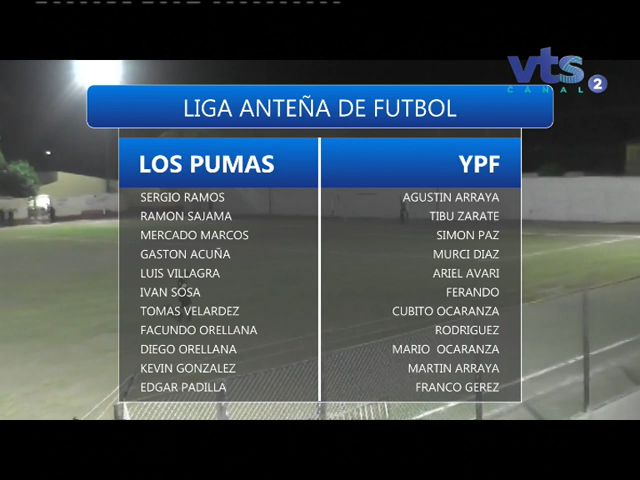 vts
CANAL 2
LIGA ANTEÑA DE FUTBOL
LOS PUMAS
SERGIO RAMOS
RAMON SAJAMA
MERCADO MARCOS
GASTON ACUÑA
LUIS VILLAGRA
IVAN SOSA
TOMAS VELARDEZ
FACUNDO ORELLANA
DIEGO ORELLANA
KEVIN GONZALEZ
EDGAR PADILLA
YPF
AGUSTIN ARRAYA
TIBU ZARATE
SIMON PAZ
MURCI DIAZ
ARIEL AVARI
FERANDO
CUBITO OCARANZA
RODRIGUEZ
MARIO OCARANZA
MARTIN ARRAYA
FRANCO GEREZ